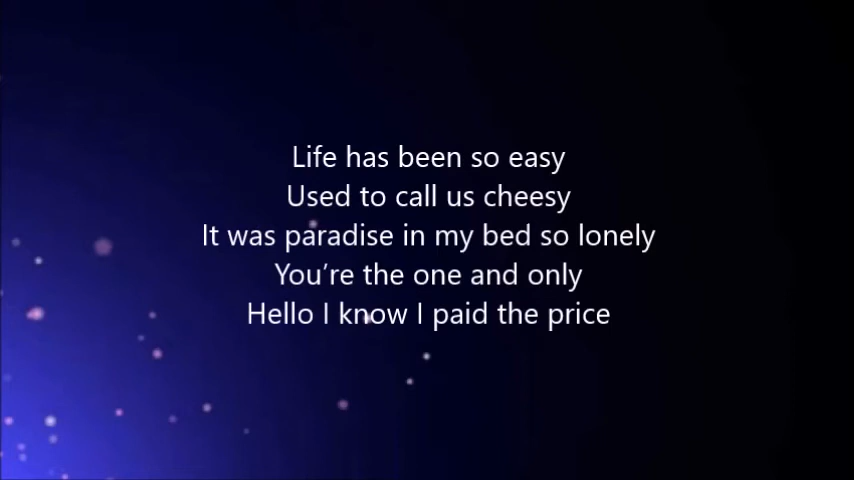 Life has been so easy
Used to call us cheesy
It was paradise in my bed so lonely
You’re the one and only
Hello I know I paid the price